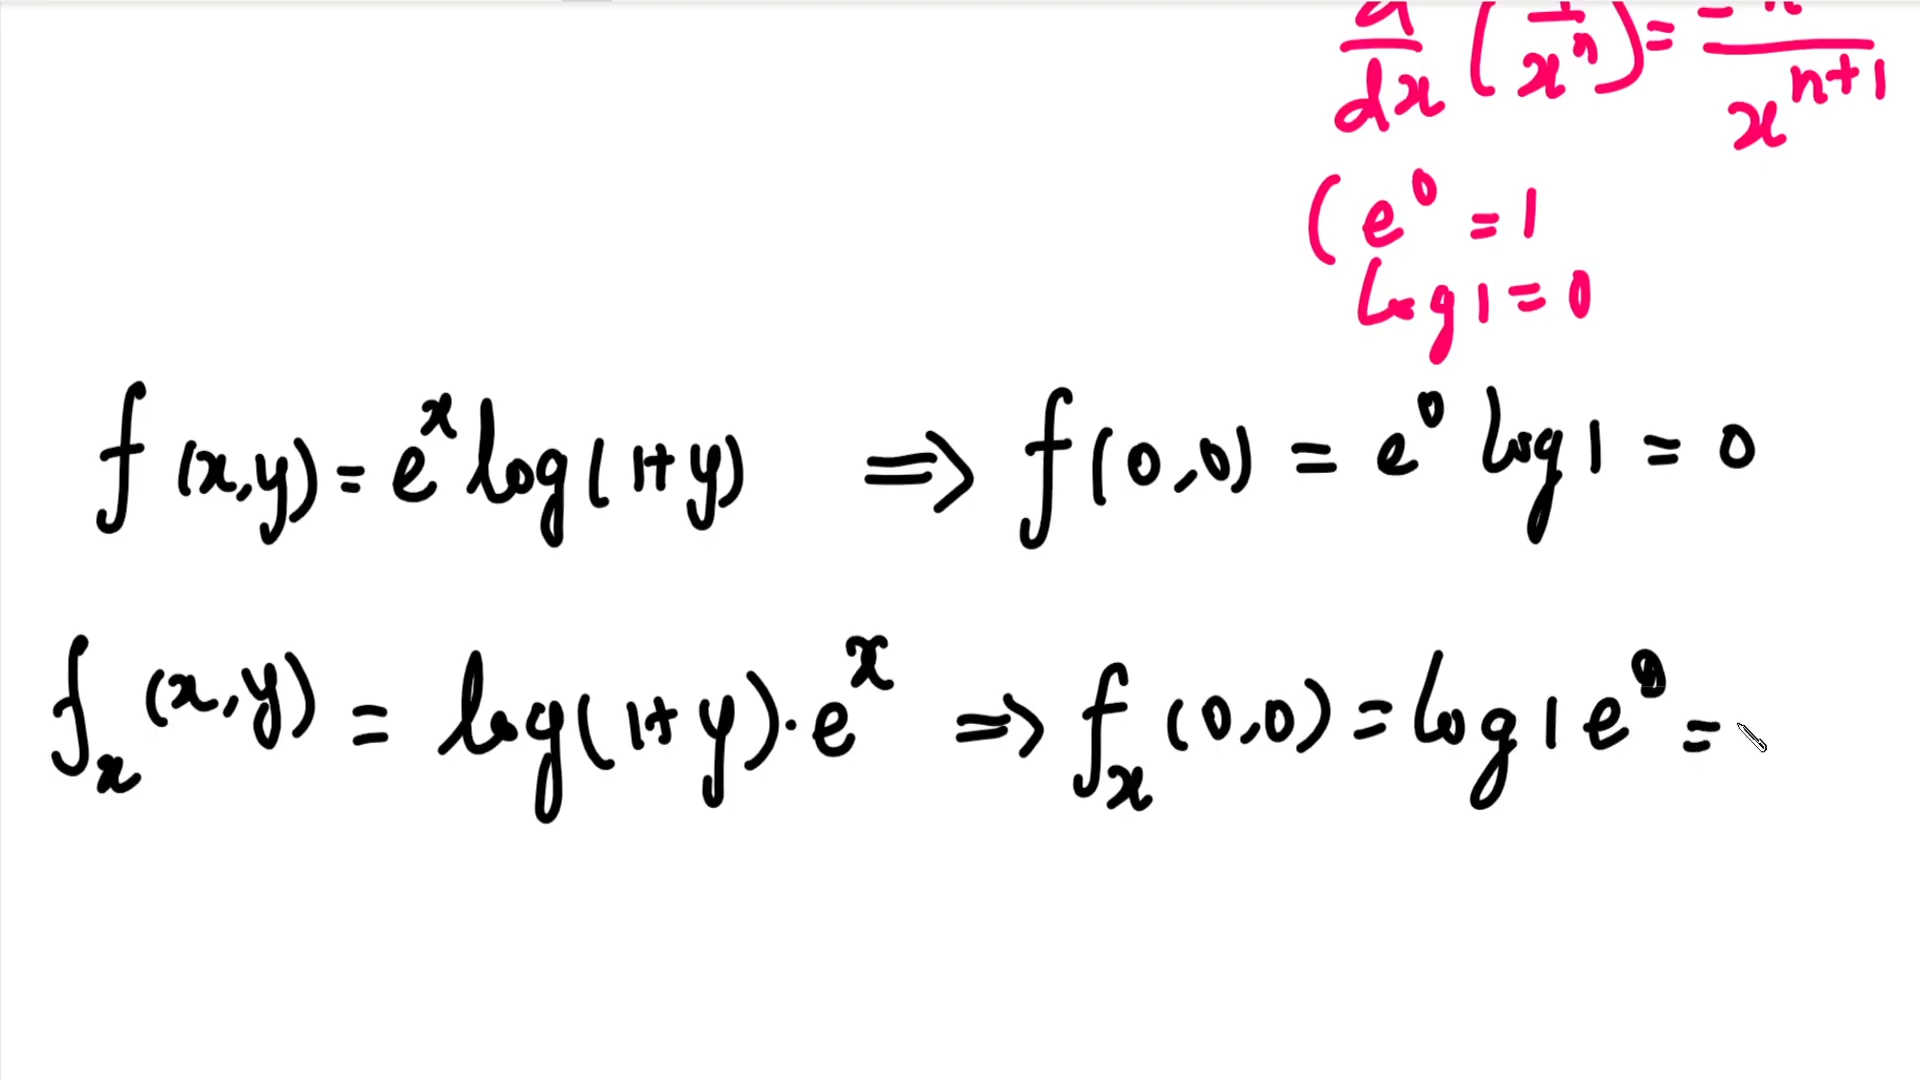 d/dx (1/xⁿ) = -n/xⁿ⁺¹
(e⁰ = 1
log 1 = 0
f(x,y) = eˣ log(1+y) ⇒ f(0,0) = e⁰ log 1 = 0
fₓ(x,y) = log(1+y)·eˣ ⇒ fₓ(0,0) = log 1 e⁰ =